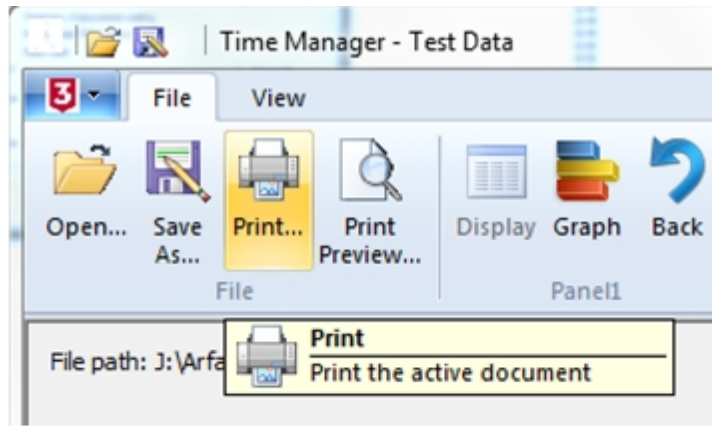 Time Manager - Test Data
3 File View
Open... Save As... Print... Print Preview... Display Graph Back
File Panel1
Print
File path: J:\Arfa
Print the active document